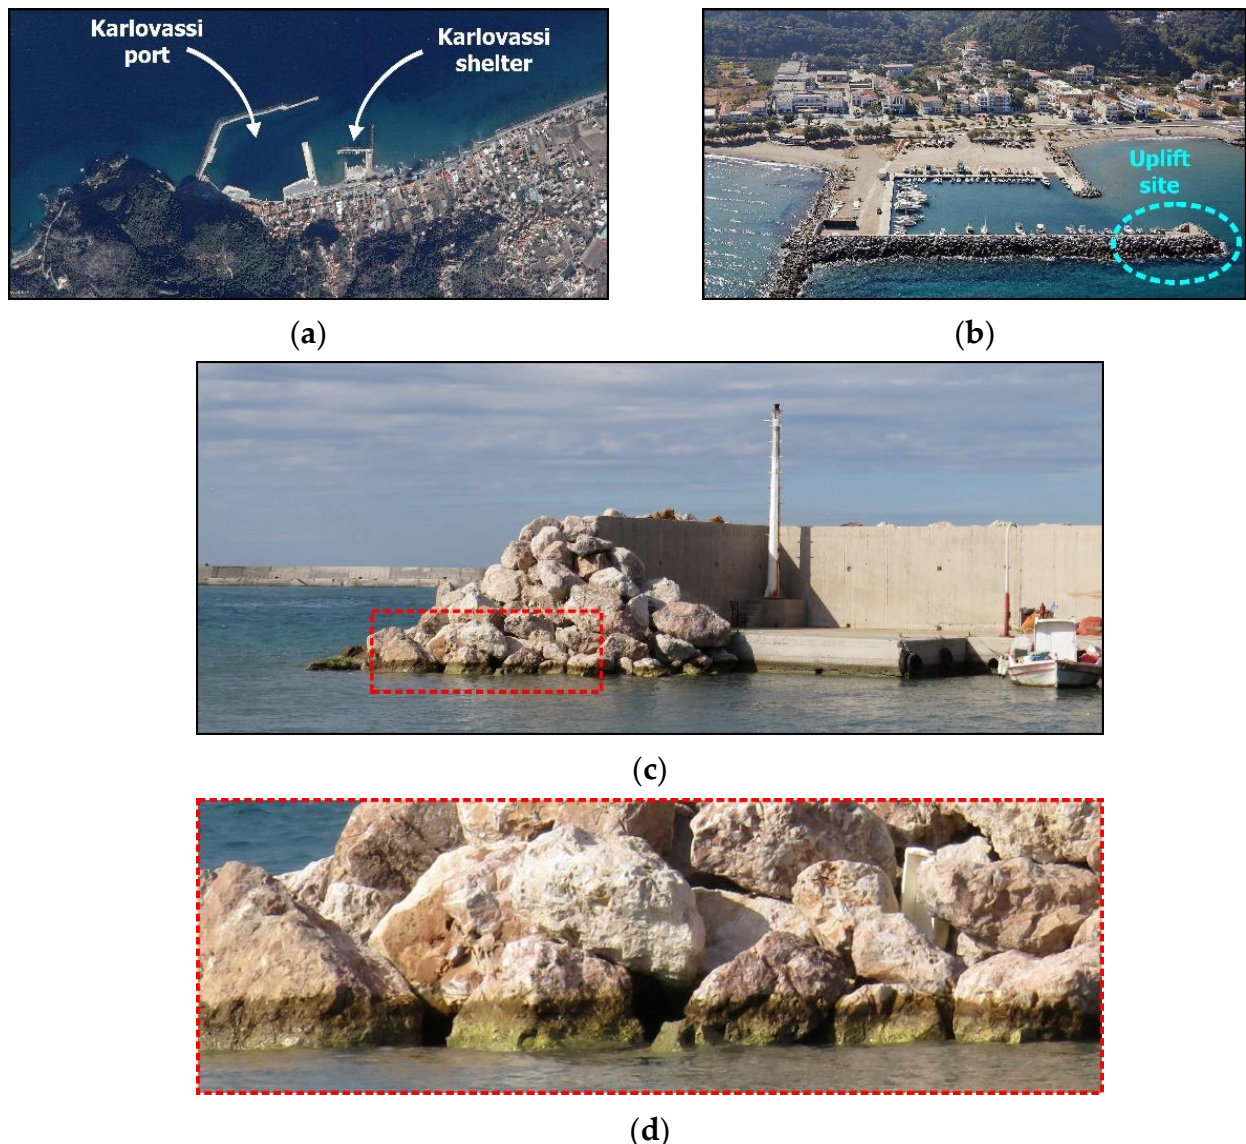 Karlovassi
port
Karlovassi
shelter
(a)
Uplift
site
(b)
(c)
(d)